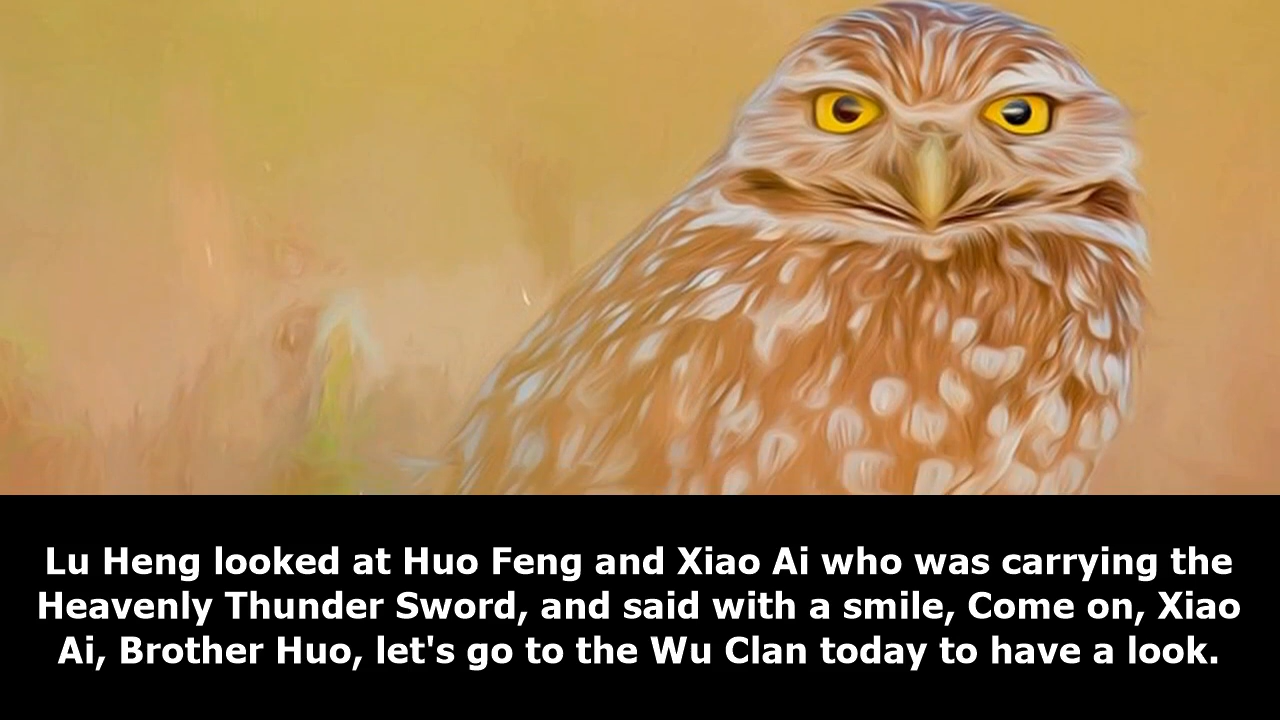 Lu Heng looked at Huo Feng and Xiao Ai who was carrying the
Heavenly Thunder Sword, and said with a smile, Come on, Xiao
Ai, Brother Huo, let's go to the Wu Clan today to have a look.